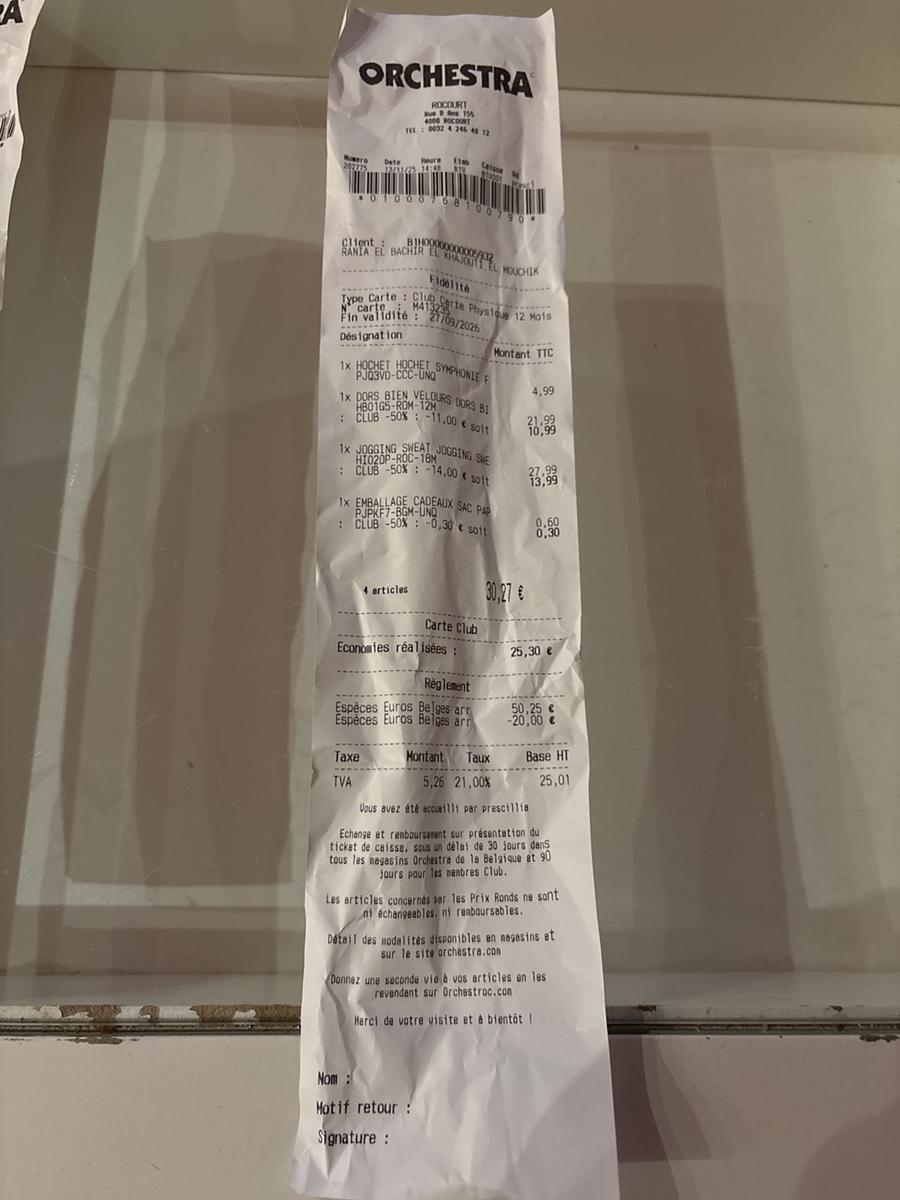 ORCHESTRA
ROCOURT
Rue D Ans 155
4000 ROCOURT
TEL : 0032 4 246 48 12
Numero Date Heure Etab Caisse Vd
202775 13/11/25 14:48 B1U B1U001 presc1
*01000768100790*
Client : B1H0000000005932
RANIA EL BACHIR EL KHAJOUTI EL MOUCHIK
Fidélité
Type Carte : Club Carte Physique 12 Mois
N° carte : M413235
Fin validité : 27/09/2026
Désignation Montant TTC
1x HOCHET HOCHET SYMPHONIE F
PJQ3VD-CCC-UNQ 4,99
1x DORS BIEN VELOURS DORS BI
HB01G5-ROM-12M 21,99
: CLUB -50% : -11,00 € soit 10,99
1x JOGGING SWEAT JOGGING SWE
HI020P-ROC-18M 27,99
: CLUB -50% : -14,00 € soit 13,99
1x EMBALLAGE CADEAUX SAC PAP
PJPKF7-BGM-UNQ 0,60
: CLUB -50% : -0,30 € soit 0,30
4 articles 30,27 €
Carte Club
Economies réalisées : 25,30 €
Règlement
Espèces Euros Belges arr 50,25 €
Espèces Euros Belges arr -20,00 €
Taxe Montant Taux Base HT
TVA 5,26 21,00% 25,01
Vous avez été accueilli par prescillia
Echange et remboursement sur présentation du
ticket de caisse, sous un délai de 30 jours dans
tous les magasins Orchestra de la Belgique et 90
jours pour les membres Club.
Les articles concernés par les Prix Ronds ne sont
ni échangeables, ni remboursables.
Détail des modalités disponibles en magasins et
sur le site orchestra.com
Donnez une seconde vie à vos articles en les
revendant sur Orchestroc.com
Merci de votre visite et à bientôt !
Nom :
Motif retour :
Signature :